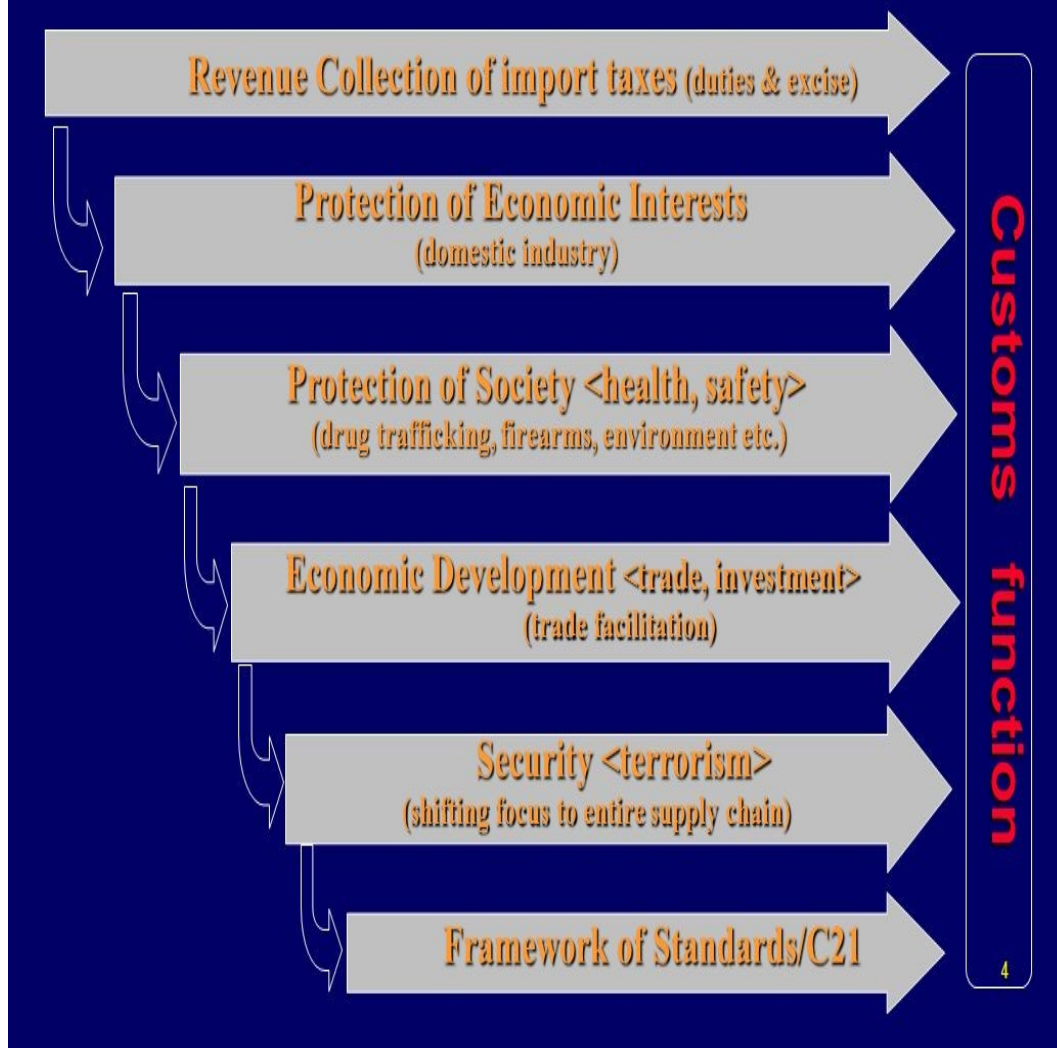 Revenue Collection of import taxes (duties & excise)
Protection of Economic Interests
(domestic industry)
Protection of Society <health, safety>
(drug trafficking, firearms, environment etc.)
Economic Development <trade, investment>
(trade facilitation)
Security <terrorism>
(shifting focus to entire supply chain)
Framework of Standards/C21
Customs function
4